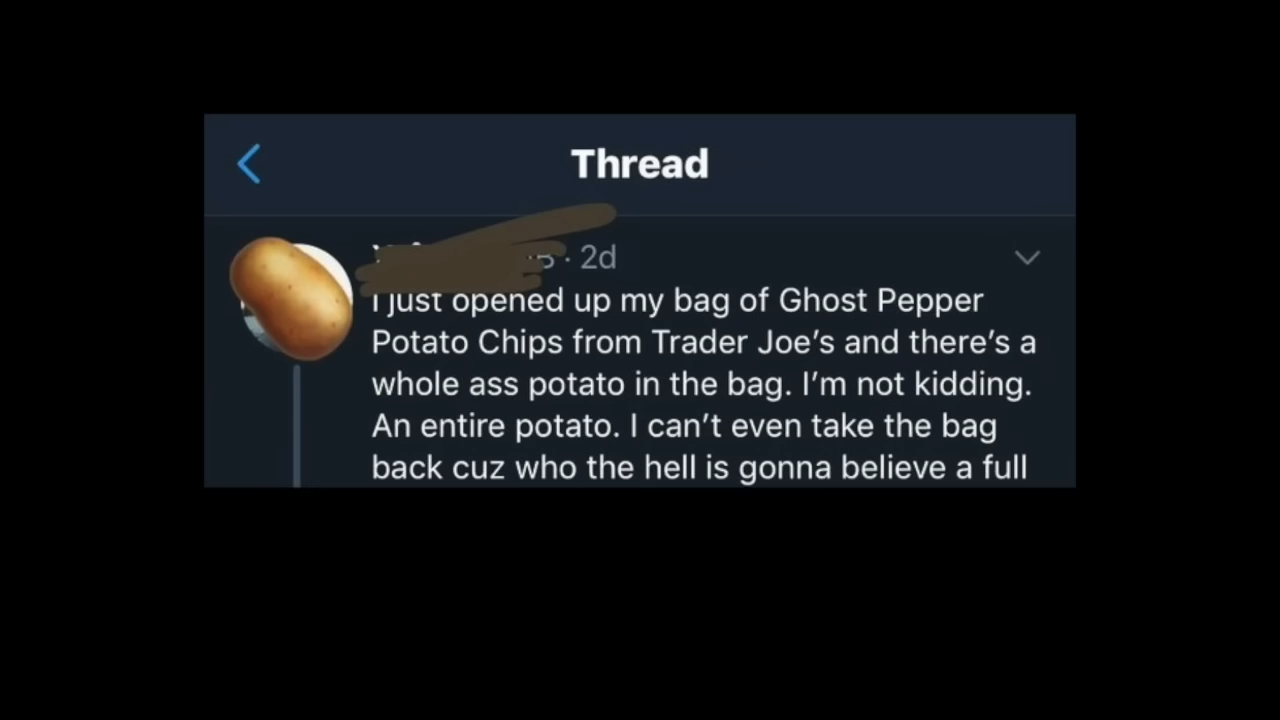 Thread
· 2d
I just opened up my bag of Ghost Pepper
Potato Chips from Trader Joe's and there's a
whole ass potato in the bag. I'm not kidding.
An entire potato. I can't even take the bag
back cuz who the hell is gonna believe a full